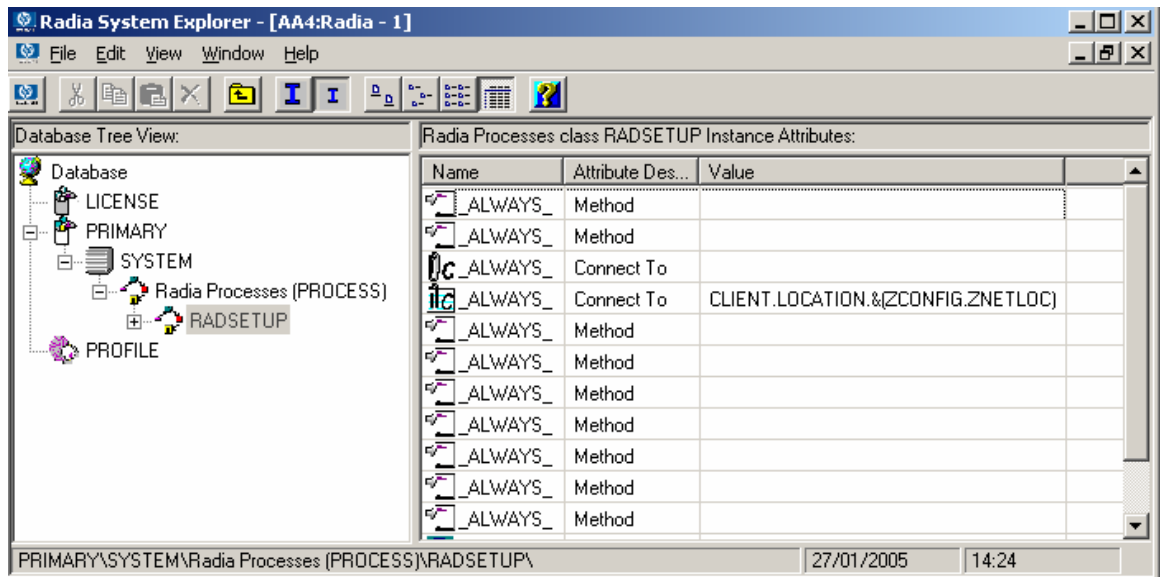 Radia System Explorer - [AA4:Radia - 1]
File Edit View Window Help
Database Tree View:
Radia Processes class RADSETUP Instance Attributes:
Database
LICENSE
PRIMARY
SYSTEM
Radia Processes (PROCESS)
RADSETUP
PROFILE
Name Attribute Des... Value
_ALWAYS_ Method
_ALWAYS_ Method
_ALWAYS_ Connect To
_ALWAYS_ Connect To CLIENT.LOCATION.&(ZCONFIG.ZNETLOC)
_ALWAYS_ Method
_ALWAYS_ Method
_ALWAYS_ Method
_ALWAYS_ Method
_ALWAYS_ Method
_ALWAYS_ Method
_ALWAYS_ Method
PRIMARY\SYSTEM\Radia Processes (PROCESS)\RADSETUP\ 27/01/2005 14:24